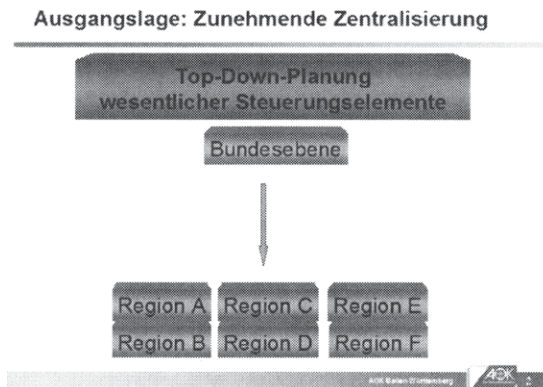 Ausgangslage: Zunehmende Zentralisierung
Top-Down-Planung
wesentlicher Steuerungselemente
Bundesebene
Region A Region C Region E
Region B Region D Region F
AOK Baden Württemberg AOK 2